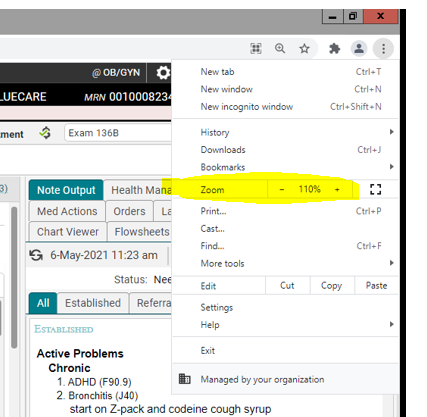 @ OB/GYN
LUECARE MRN 0010008234
ment Exam 136B
3) Note Output Health Mana
Med Actions Orders La
Chart Viewer Flowsheets
6-May-2021 11:23 am
Status: Nee
All Established Referra
ESTABLISHED
Active Problems
Chronic
1. ADHD (F90.9)
2. Bronchitis (J40)
start on Z-pack and codeine cough syrup
New tab Ctrl+T
New window Ctrl+N
New incognito window Ctrl+Shift+N
History
Downloads Ctrl+J
Bookmarks
Zoom - 110% +
Print... Ctrl+P
Cast...
Find... Ctrl+F
More tools
Edit Cut Copy Paste
Settings
Help
Exit
Managed by your organization